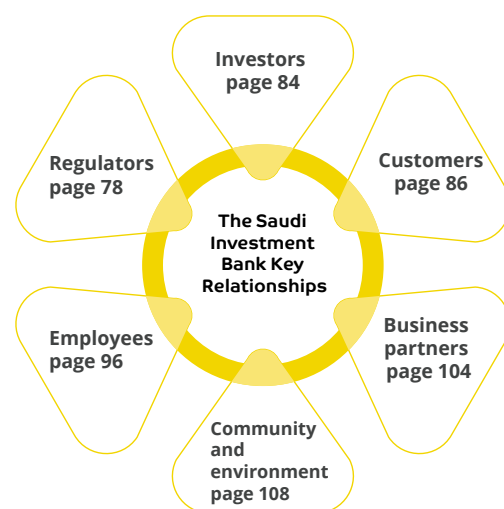 Investors
page 84
Customers
page 86
Business
partners
page 104
Community
and
environment
page 108
Employees
page 96
Regulators
page 78
The Saudi
Investment
Bank Key
Relationships